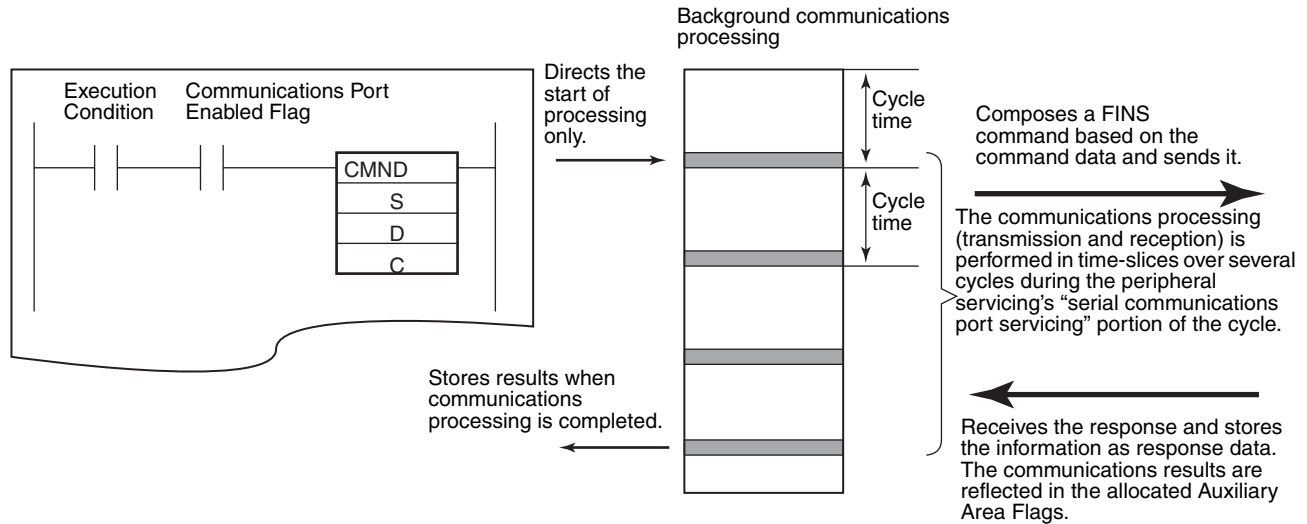 Background communications
processing
Execution
Condition
Communications Port
Enabled Flag
CMND
S
D
C
Directs the
start of
processing
only.
Cycle
time
Cycle
time
Composes a FINS
command based on the
command data and sends it.
The communications processing
(transmission and reception) is
performed in time-slices over several
cycles during the peripheral
servicing’s “serial communications
port servicing” portion of the cycle.
Stores results when
communications
processing is completed.
Receives the response and stores
the information as response data.
The communications results are
reflected in the allocated Auxiliary
Area Flags.